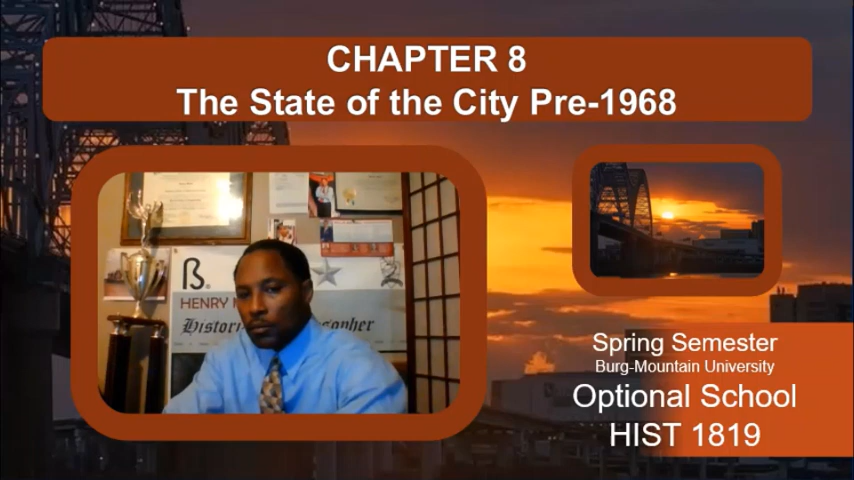 CHAPTER 8
The State of the City Pre-1968
ß.
HENRY
Spring Semester
Burg-Mountain University
Optional School
HIST 1819